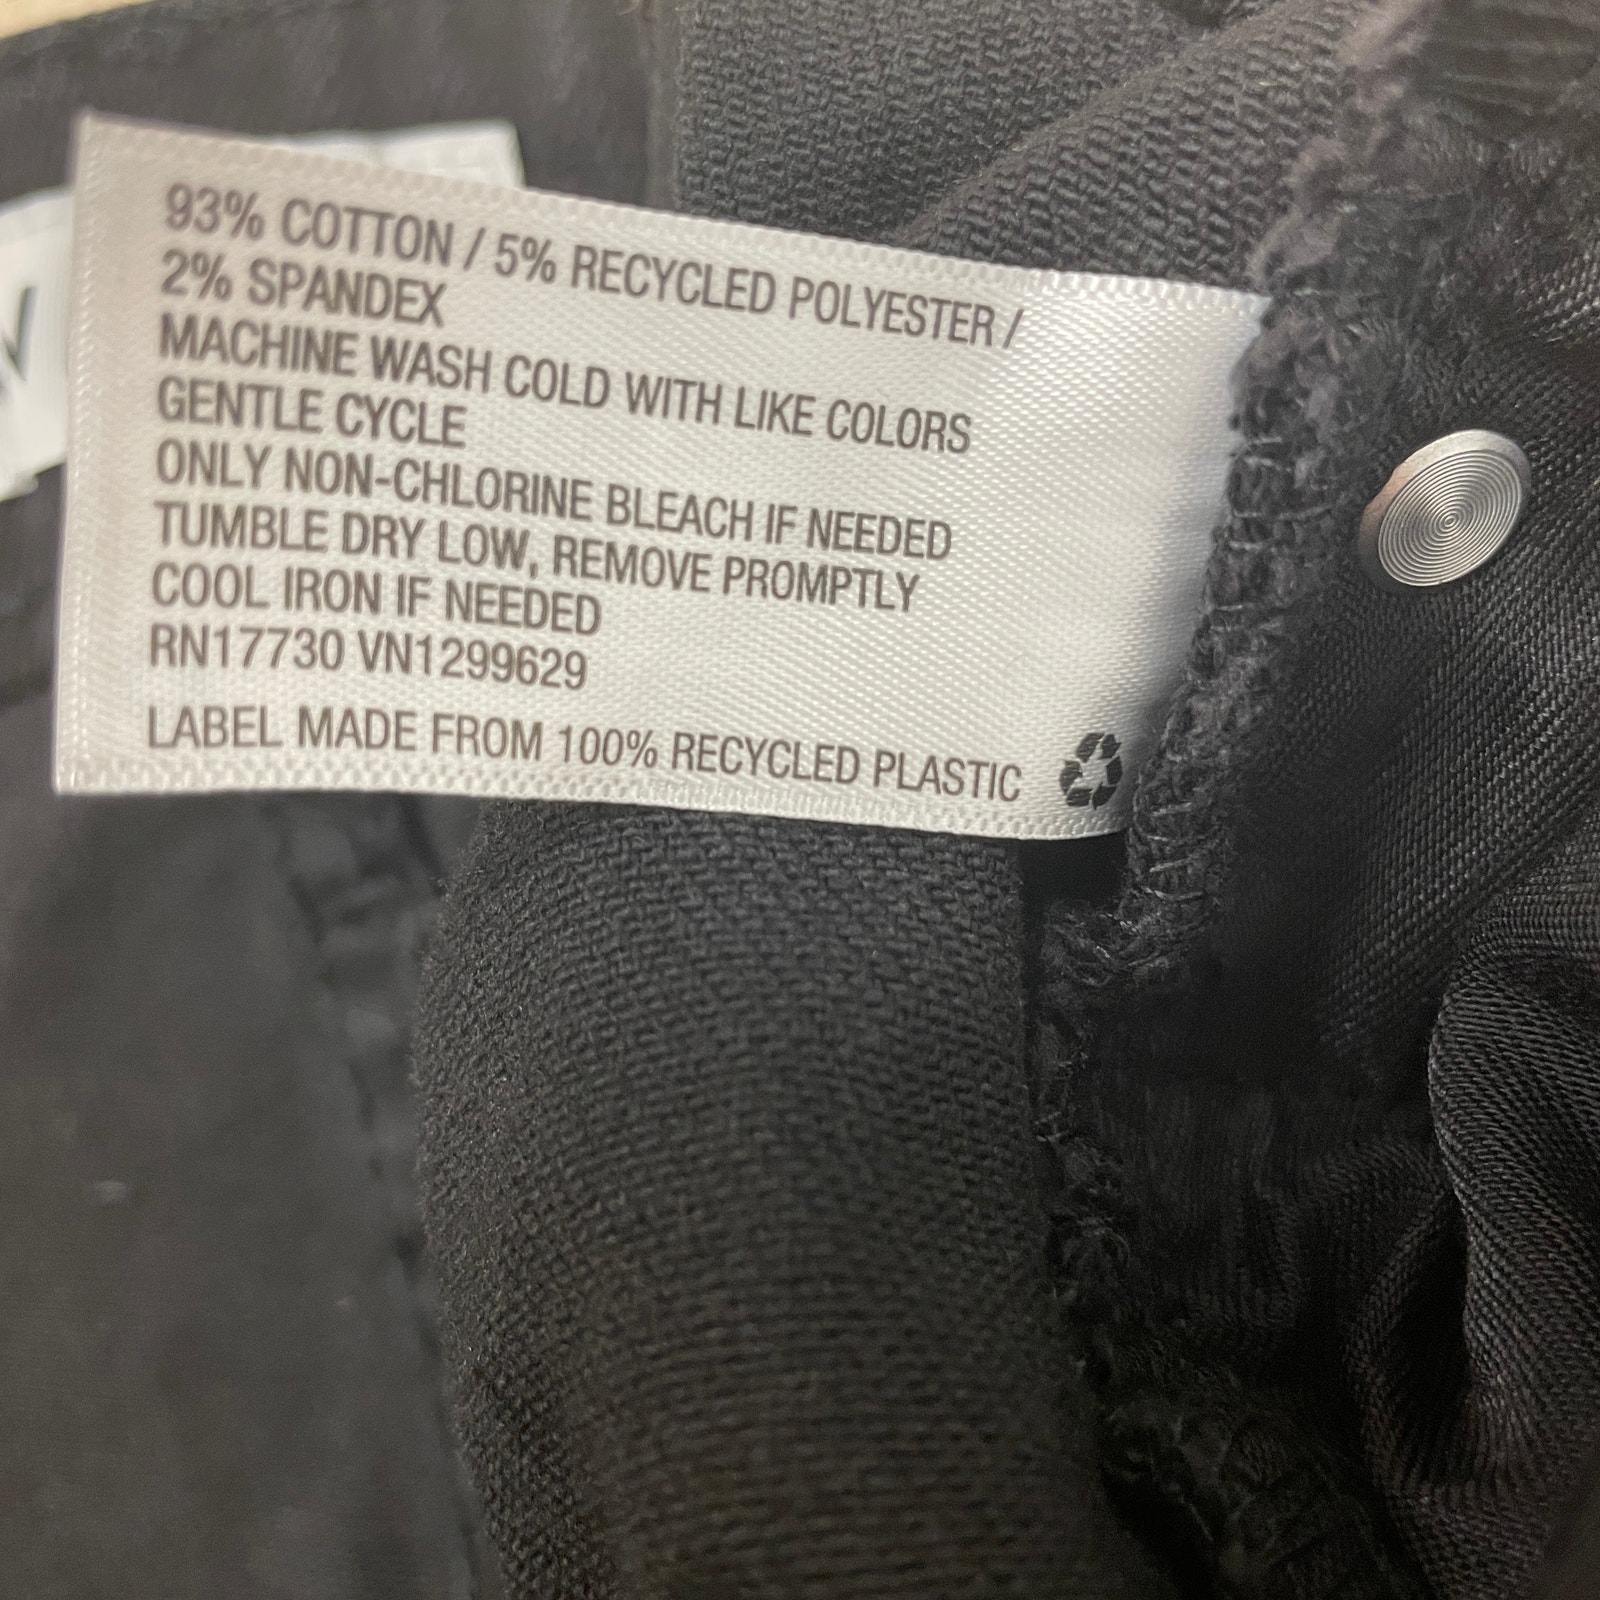 93% COTTON / 5% RECYCLED POLYESTER /
2% SPANDEX
MACHINE WASH COLD WITH LIKE COLORS
GENTLE CYCLE
ONLY NON-CHLORINE BLEACH IF NEEDED
TUMBLE DRY LOW, REMOVE PROMPTLY
COOL IRON IF NEEDED
RN17730 VN1299629
LABEL MADE FROM 100% RECYCLED PLASTIC